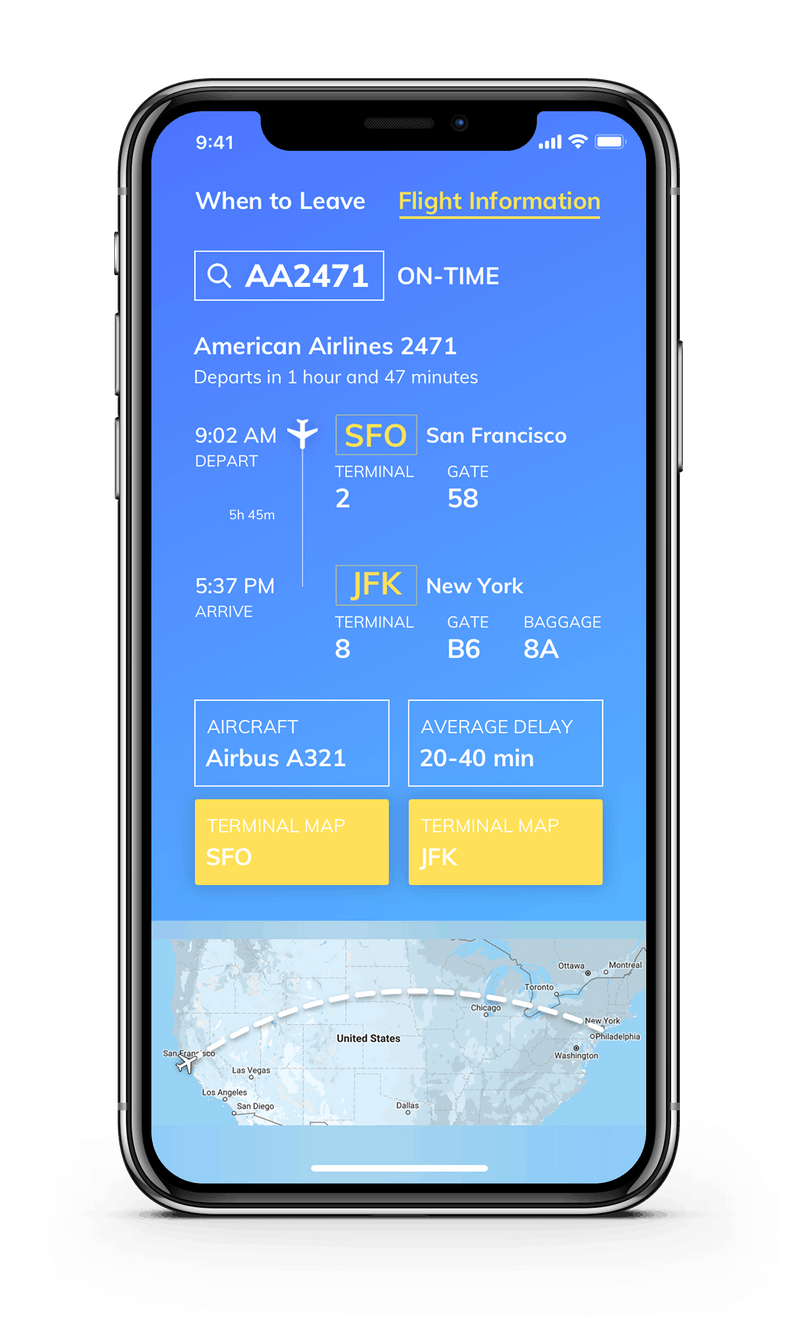 9:41
When to Leave Flight Information
AA2471 ON-TIME
American Airlines 2471
Departs in 1 hour and 47 minutes
9:02 AM SFO San Francisco
DEPART TERMINAL GATE
2 58
5h 45m
5:37 PM JFK New York
ARRIVE TERMINAL GATE BAGGAGE
8 B6 8A
AIRCRAFT AVERAGE DELAY
Airbus A321 20-40 min
TERMINAL MAP TERMINAL MAP
SFO JFK
Ottawa Montreal
Toronto
Chicago
New York
United States Philadelphia
San Francisco Washington
Las Vegas
Los Angeles
San Diego Dallas